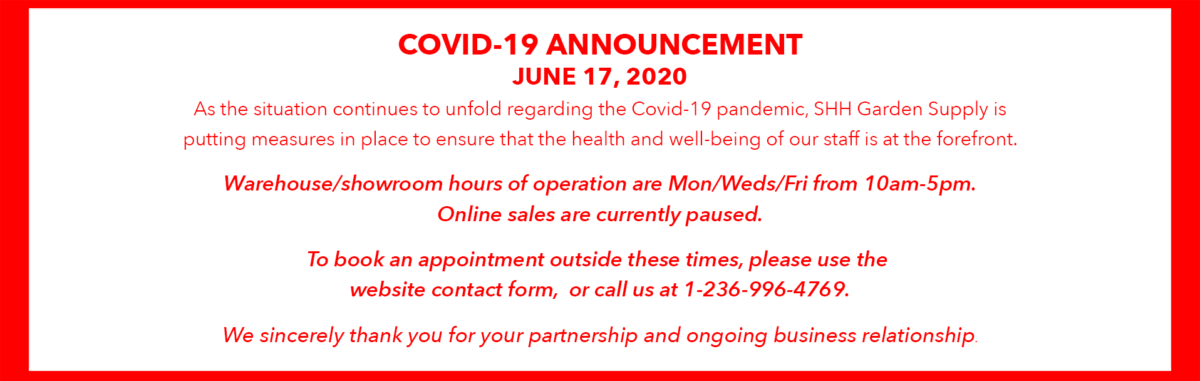 COVID-19 ANNOUNCEMENT
JUNE 17, 2020
As the situation continues to unfold regarding the Covid-19 pandemic, SHH Garden Supply is
putting measures in place to ensure that the health and well-being of our staff is at the forefront.
Warehouse/showroom hours of operation are Mon/Weds/Fri from 10am-5pm.
Online sales are currently paused.
To book an appointment outside these times, please use the
website contact form, or call us at 1-236-996-4769.
We sincerely thank you for your partnership and ongoing business relationship.